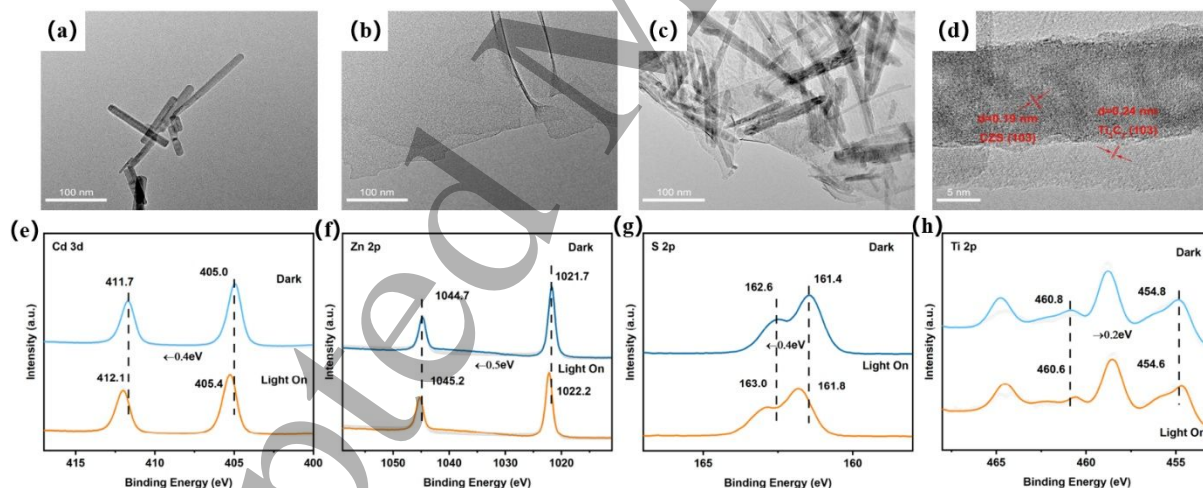 (a)
100 nm
(b)
100 nm
(c)
100 nm
(d)
d=0.19 nm
CZS (103)
d=0.24 nm
Ti₃C₂ (103)
5 nm
(e)
Cd 3d
Dark
411.7
405.0
←0.4eV
Light On
412.1
405.4
Intensity (a.u.)
415
410
405
400
Binding Energy (eV)
(f)
Zn 2p
Dark
1044.7
1021.7
←0.5eV
Light On
1045.2
1022.2
Intensity (a.u.)
1050
1040
1030
1020
Binding Energy (eV)
(g)
S 2p
Dark
162.6
161.4
←0.4eV
Light On
163.0
161.8
Intensity (a.u.)
165
160
Binding Energy (eV)
(h)
Ti 2p
Dark
460.8
454.8
→0.2eV
460.6
454.6
Light On
Intensity (a.u.)
465
460
455
Binding Energy (eV)